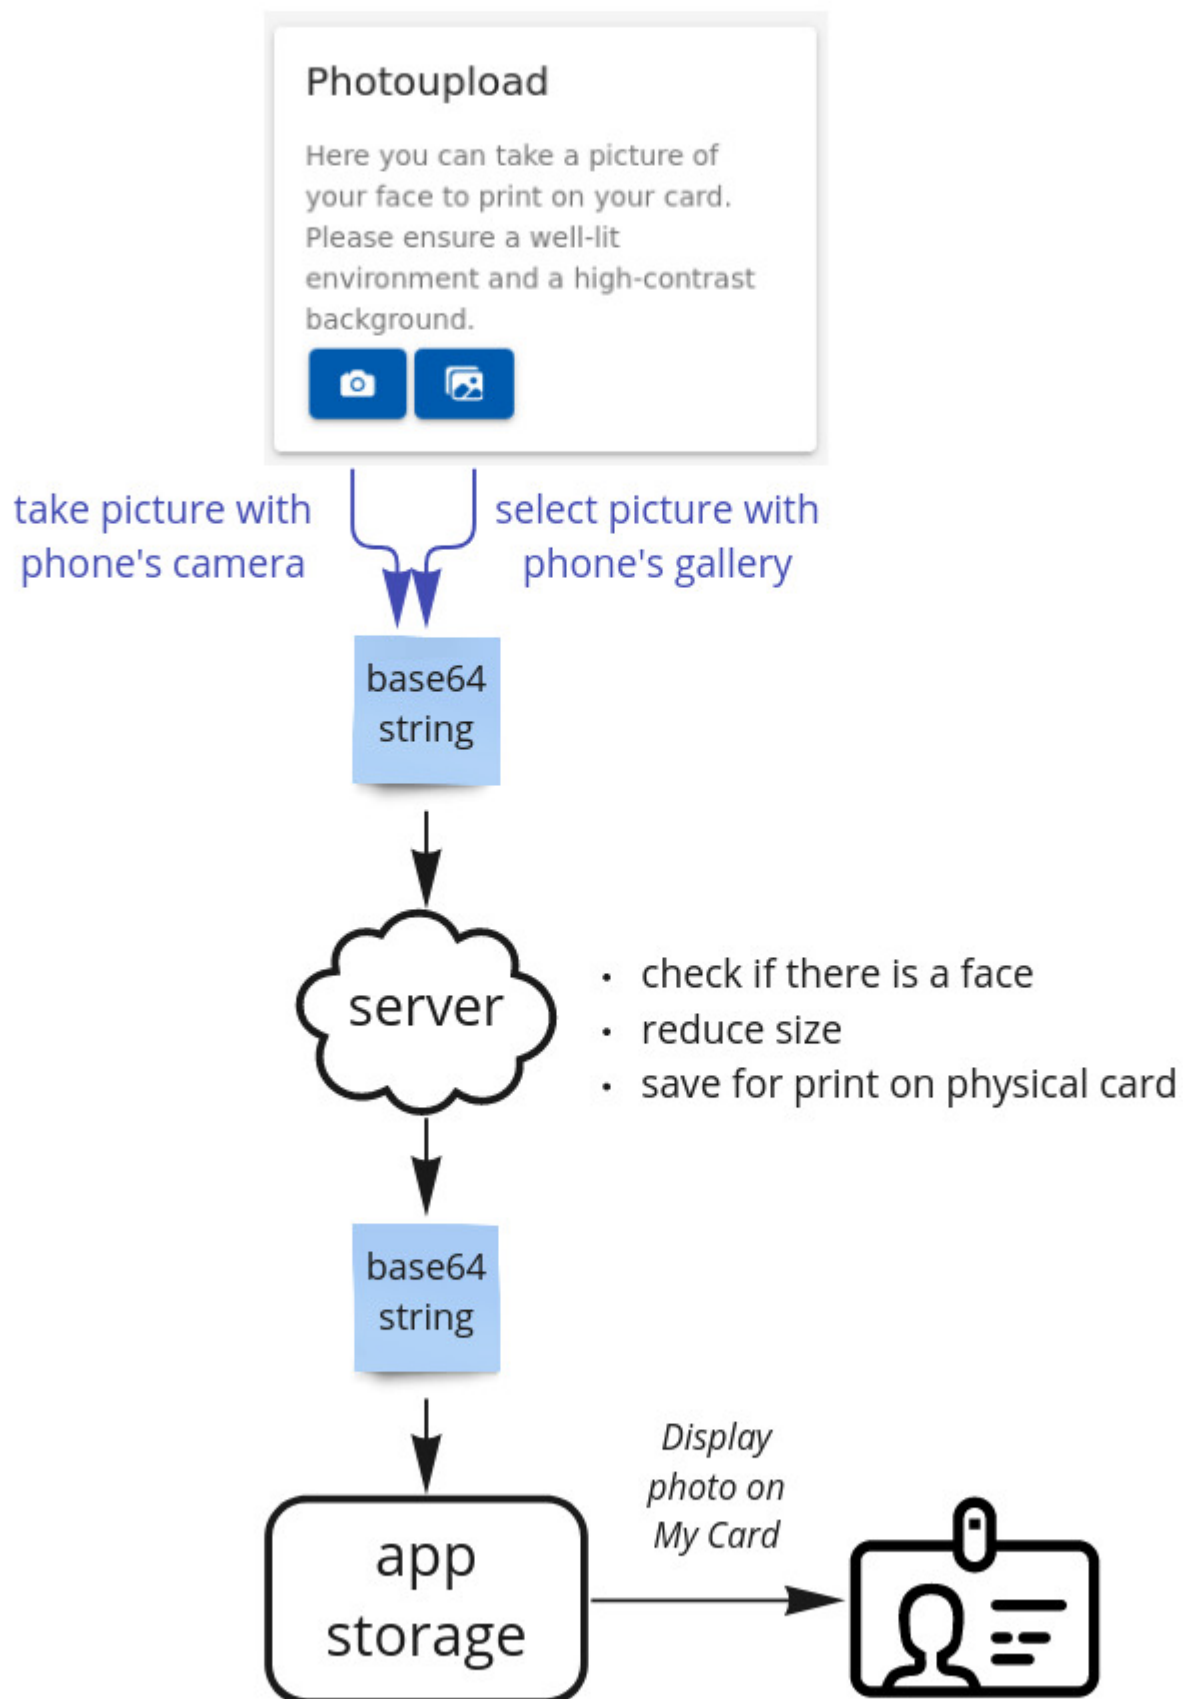 Photoupload
Here you can take a picture of
your face to print on your card.
Please ensure a well-lit
environment and a high-contrast
background.
take picture with
phone's camera
select picture with
phone's gallery
base64
string
server
• check if there is a face
• reduce size
• save for print on physical card
base64
string
Display
photo on
My Card
app
storage